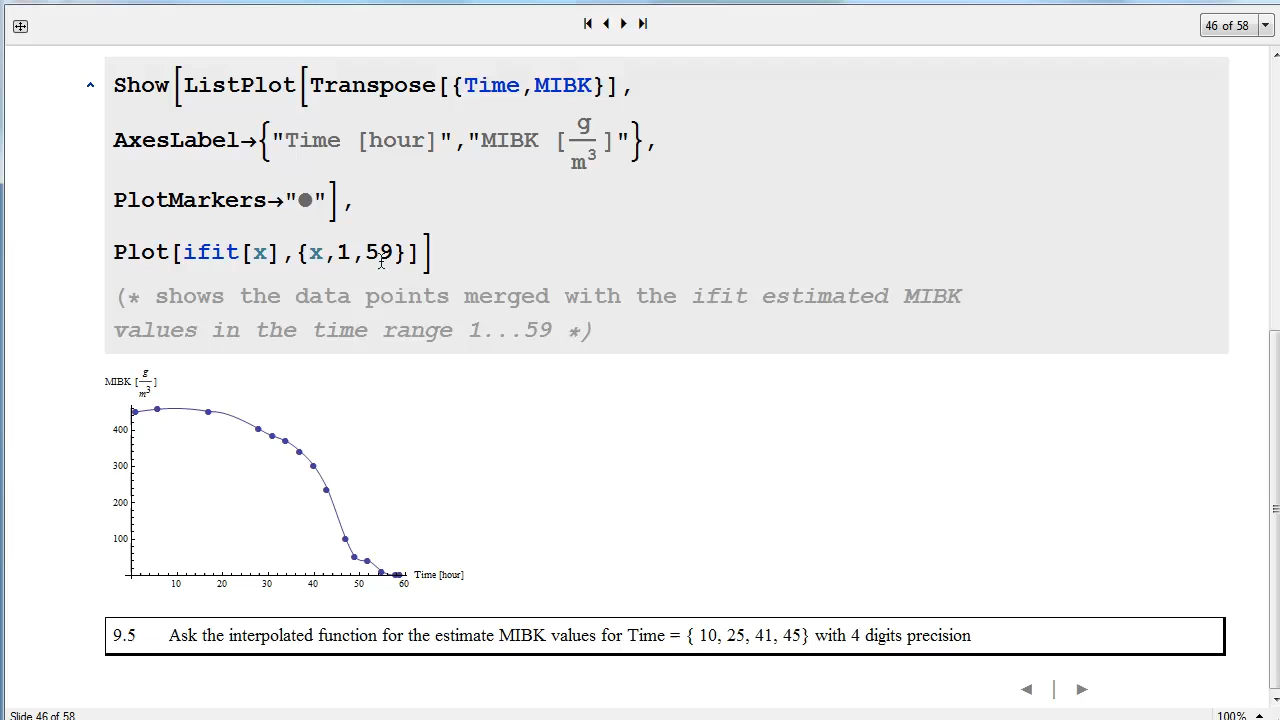 46 of 58
Show[ListPlot[Transpose[{Time,MIBK}],
AxesLabel→{"Time [hour]","MIBK [g/m³]"},
PlotMarkers→"●"],
Plot[ifit[x],{x,1,59}]]
(* shows the data points merged with the ifit estimated MIBK
values in the time range 1...59 *)
MIBK [g/m³]
400
300
200
100
10 20 30 40 50 60 Time [hour]
9.5 Ask the interpolated function for the estimate MIBK values for Time = { 10, 25, 41, 45} with 4 digits precision
Slide 46 of 58
100%